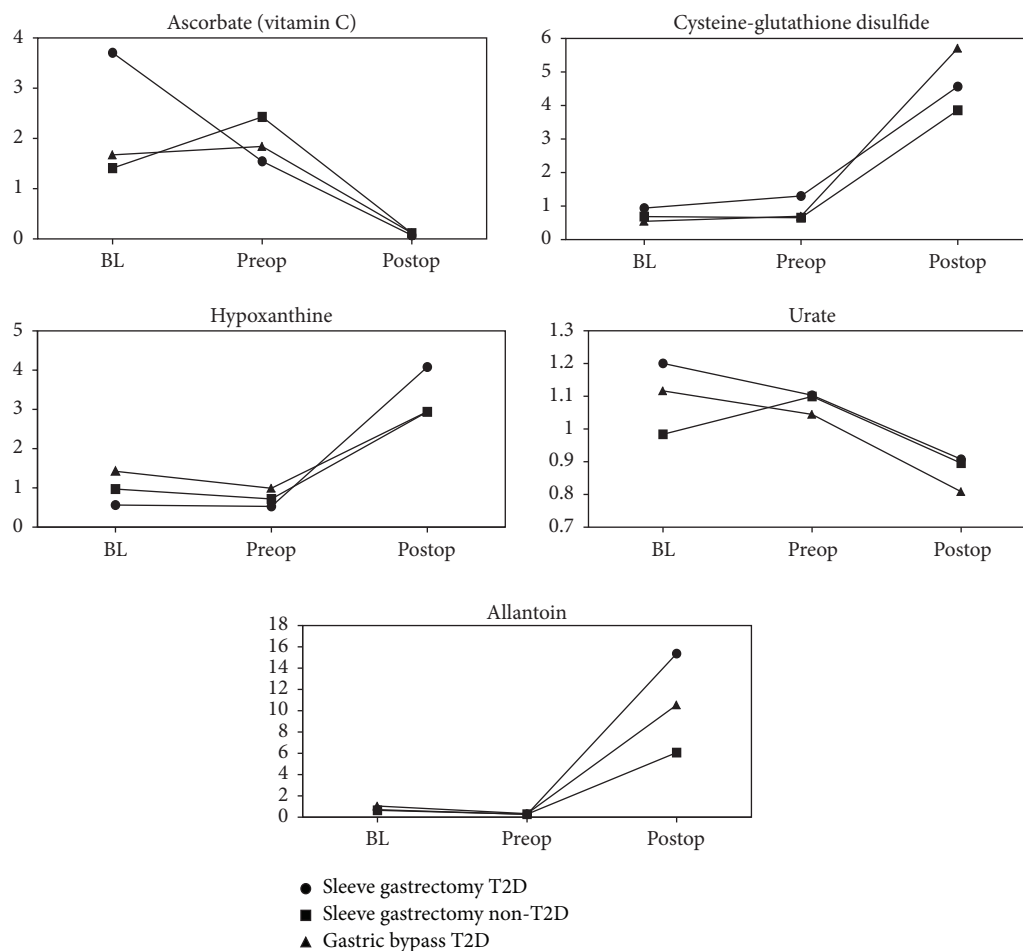 Ascorbate (vitamin C)
4
3
2
1
0
BL Preop Postop
Cysteine-glutathione disulfide
6
5
4
3
2
1
0
BL Preop Postop
Hypoxanthine
5
4
3
2
1
0
BL Preop Postop
Urate
1.3
1.2
1.1
1
0.9
0.8
0.7
BL Preop Postop
Allantoin
18
16
14
12
10
8
6
4
2
0
BL Preop Postop
Sleeve gastrectomy T2D
Sleeve gastrectomy non-T2D
Gastric bypass T2D